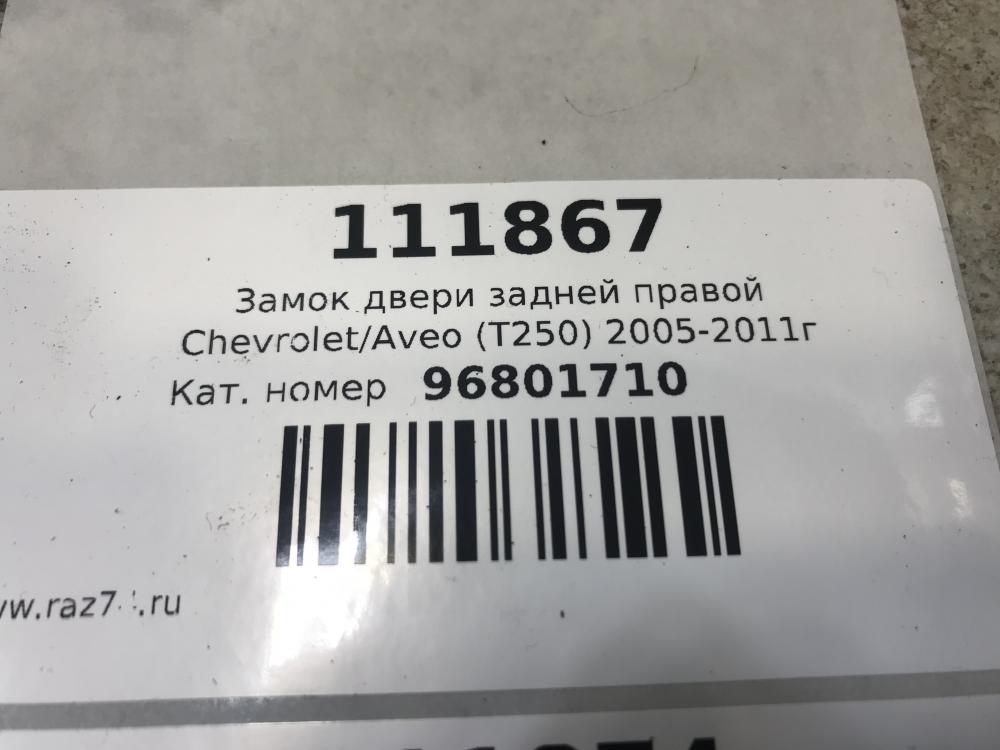 111867
Замок двери задней правой
Chevrolet/Aveo (T250) 2005-2011г
Кат. номер 96801710